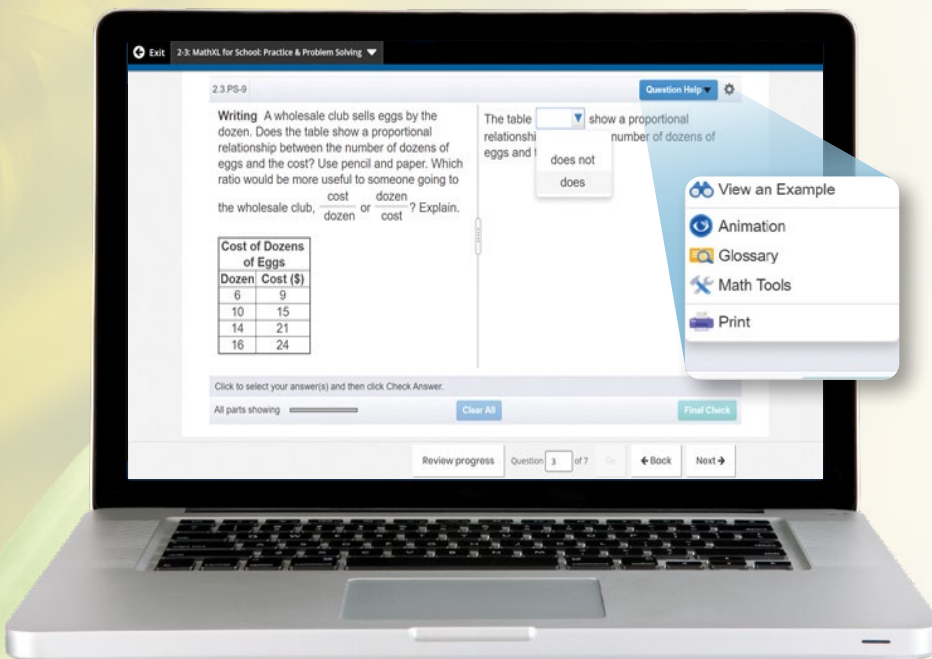 Exit 2-3: MathXL for School: Practice & Problem Solving
2.3.PS-9
Question Help
Writing A wholesale club sells eggs by the
dozen. Does the table show a proportional
relationship between the number of dozens of
eggs and the cost? Use pencil and paper. Which
ratio would be more useful to someone going to
the wholesale club, cost/dozen or dozen/cost? Explain.
Cost of Dozens
of Eggs
Dozen Cost ($)
6 9
10 15
14 21
16 24
The table show a proportional
number of dozens of
eggs and
does not
does
View an Example
Animation
Glossary
Math Tools
Print
Click to select your answer(s) and then click Check Answer.
All parts showing Clear All Final Check
Review progress Question 3 of 7 Go Back Next